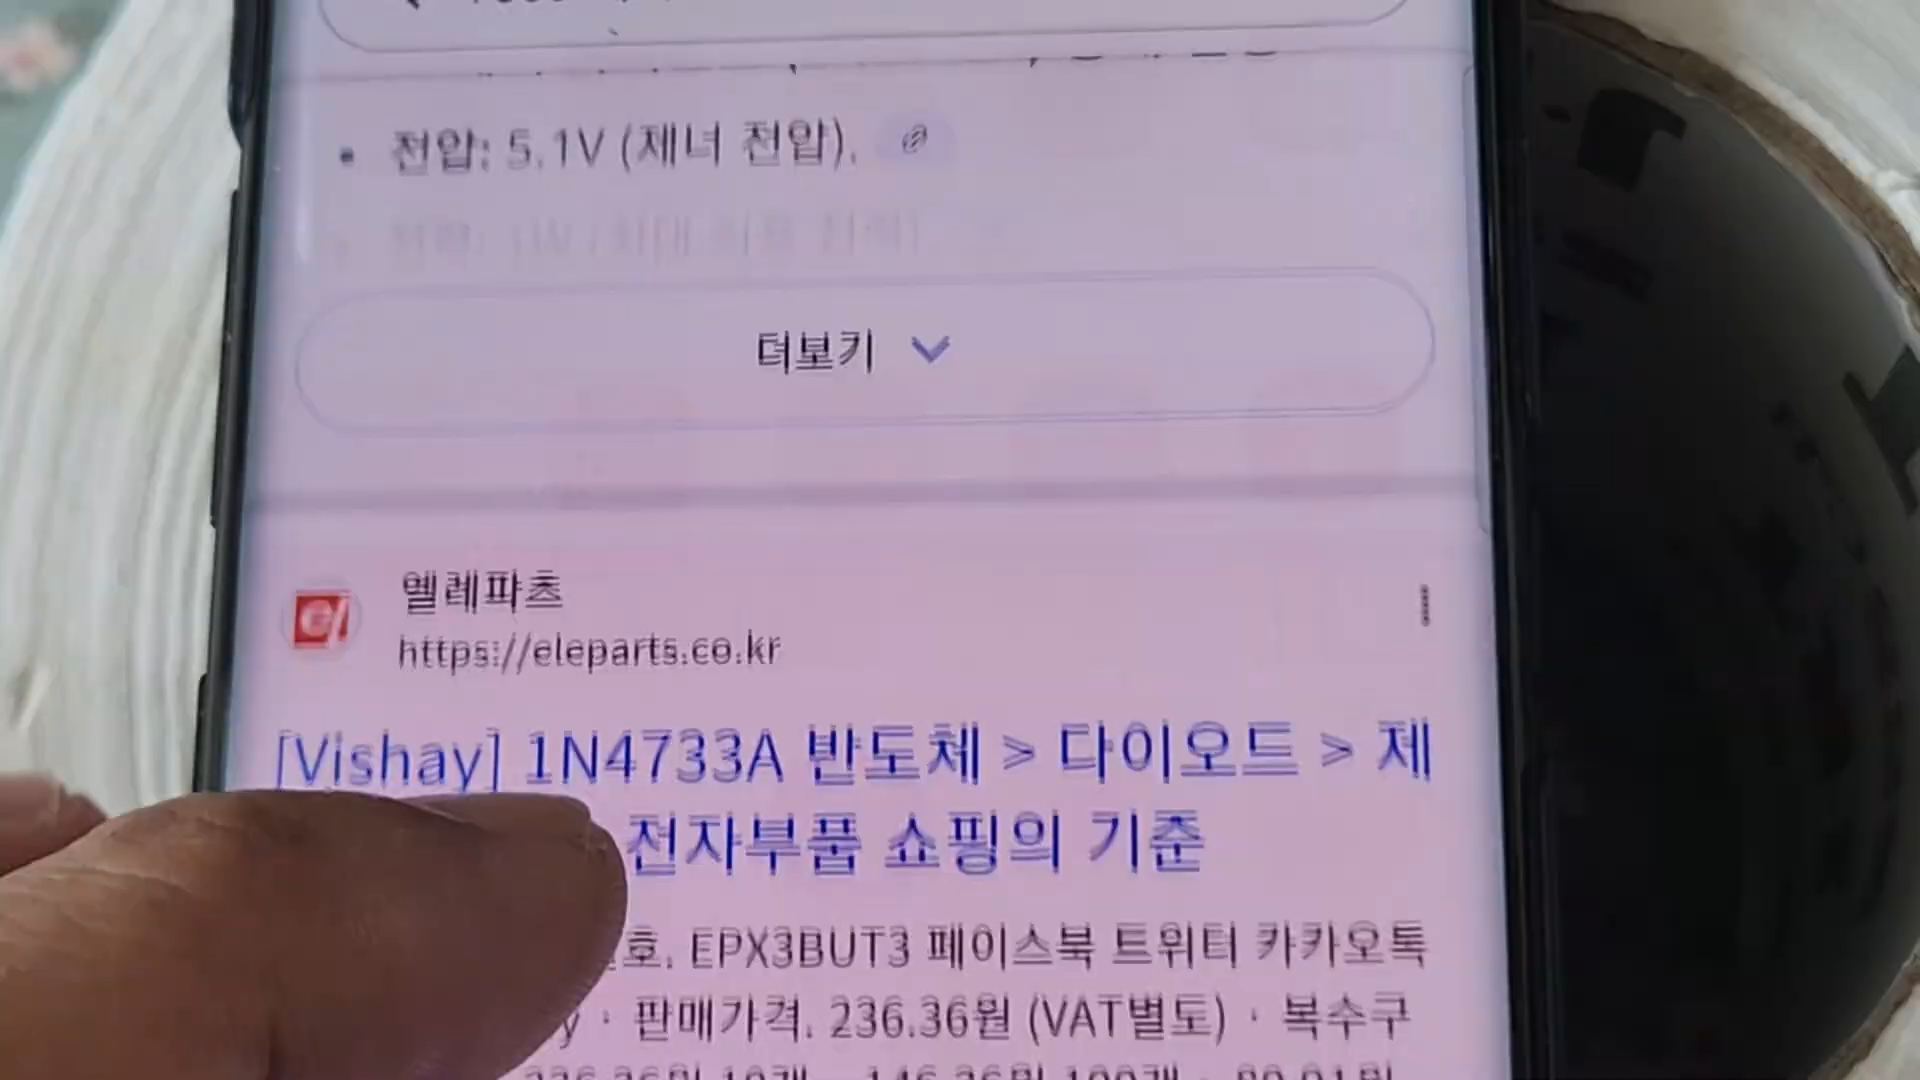 전압: 5.1V (제너 전압).
더보기
엘레파츠
https://eleparts.co.kr
[Vishay] 1N4733A 반도체 > 다이오드 > 제
전자부품 쇼핑의 기준
호. EPX3BUT3 페이스북 트위터 카카오톡
y · 판매가격. 236.36원 (VAT별도) · 복수구